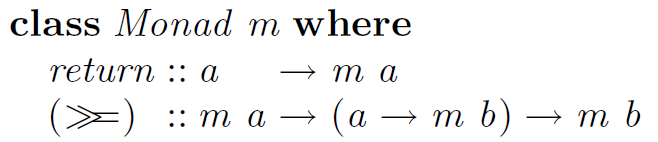 class Monad m where
return :: a → m a
(>>=) :: m a → (a → m b) → m b